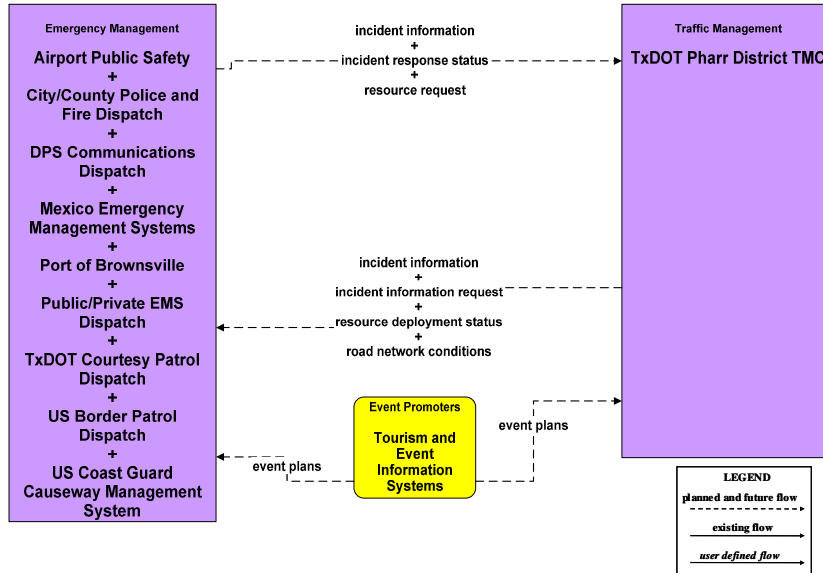 Emergency Management
Airport Public Safety
+
City/County Police and
Fire Dispatch
+
DPS Communications
Dispatch
+
Mexico Emergency
Management Systems
+
Port of Brownsville
+
Public/Private EMS
Dispatch
+
TxDOT Courtesy Patrol
Dispatch
+
US Border Patrol
Dispatch
+
US Coast Guard
Causeway Management
System
incident information
+
incident response status
+
resource request
Traffic Management
TxDOT Pharr District TMC
incident information
+
incident information request
+
resource deployment status
+
road network conditions
Event Promoters
Tourism and
Event
Information
Systems
event plans
event plans
LEGEND
planned and future flow
existing flow
user defined flow